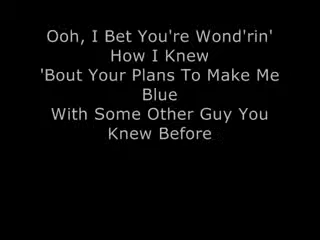 Ooh, I Bet You're Wond'rin'
How I Knew
'Bout Your Plans To Make Me
Blue
With Some Other Guy You
Knew Before